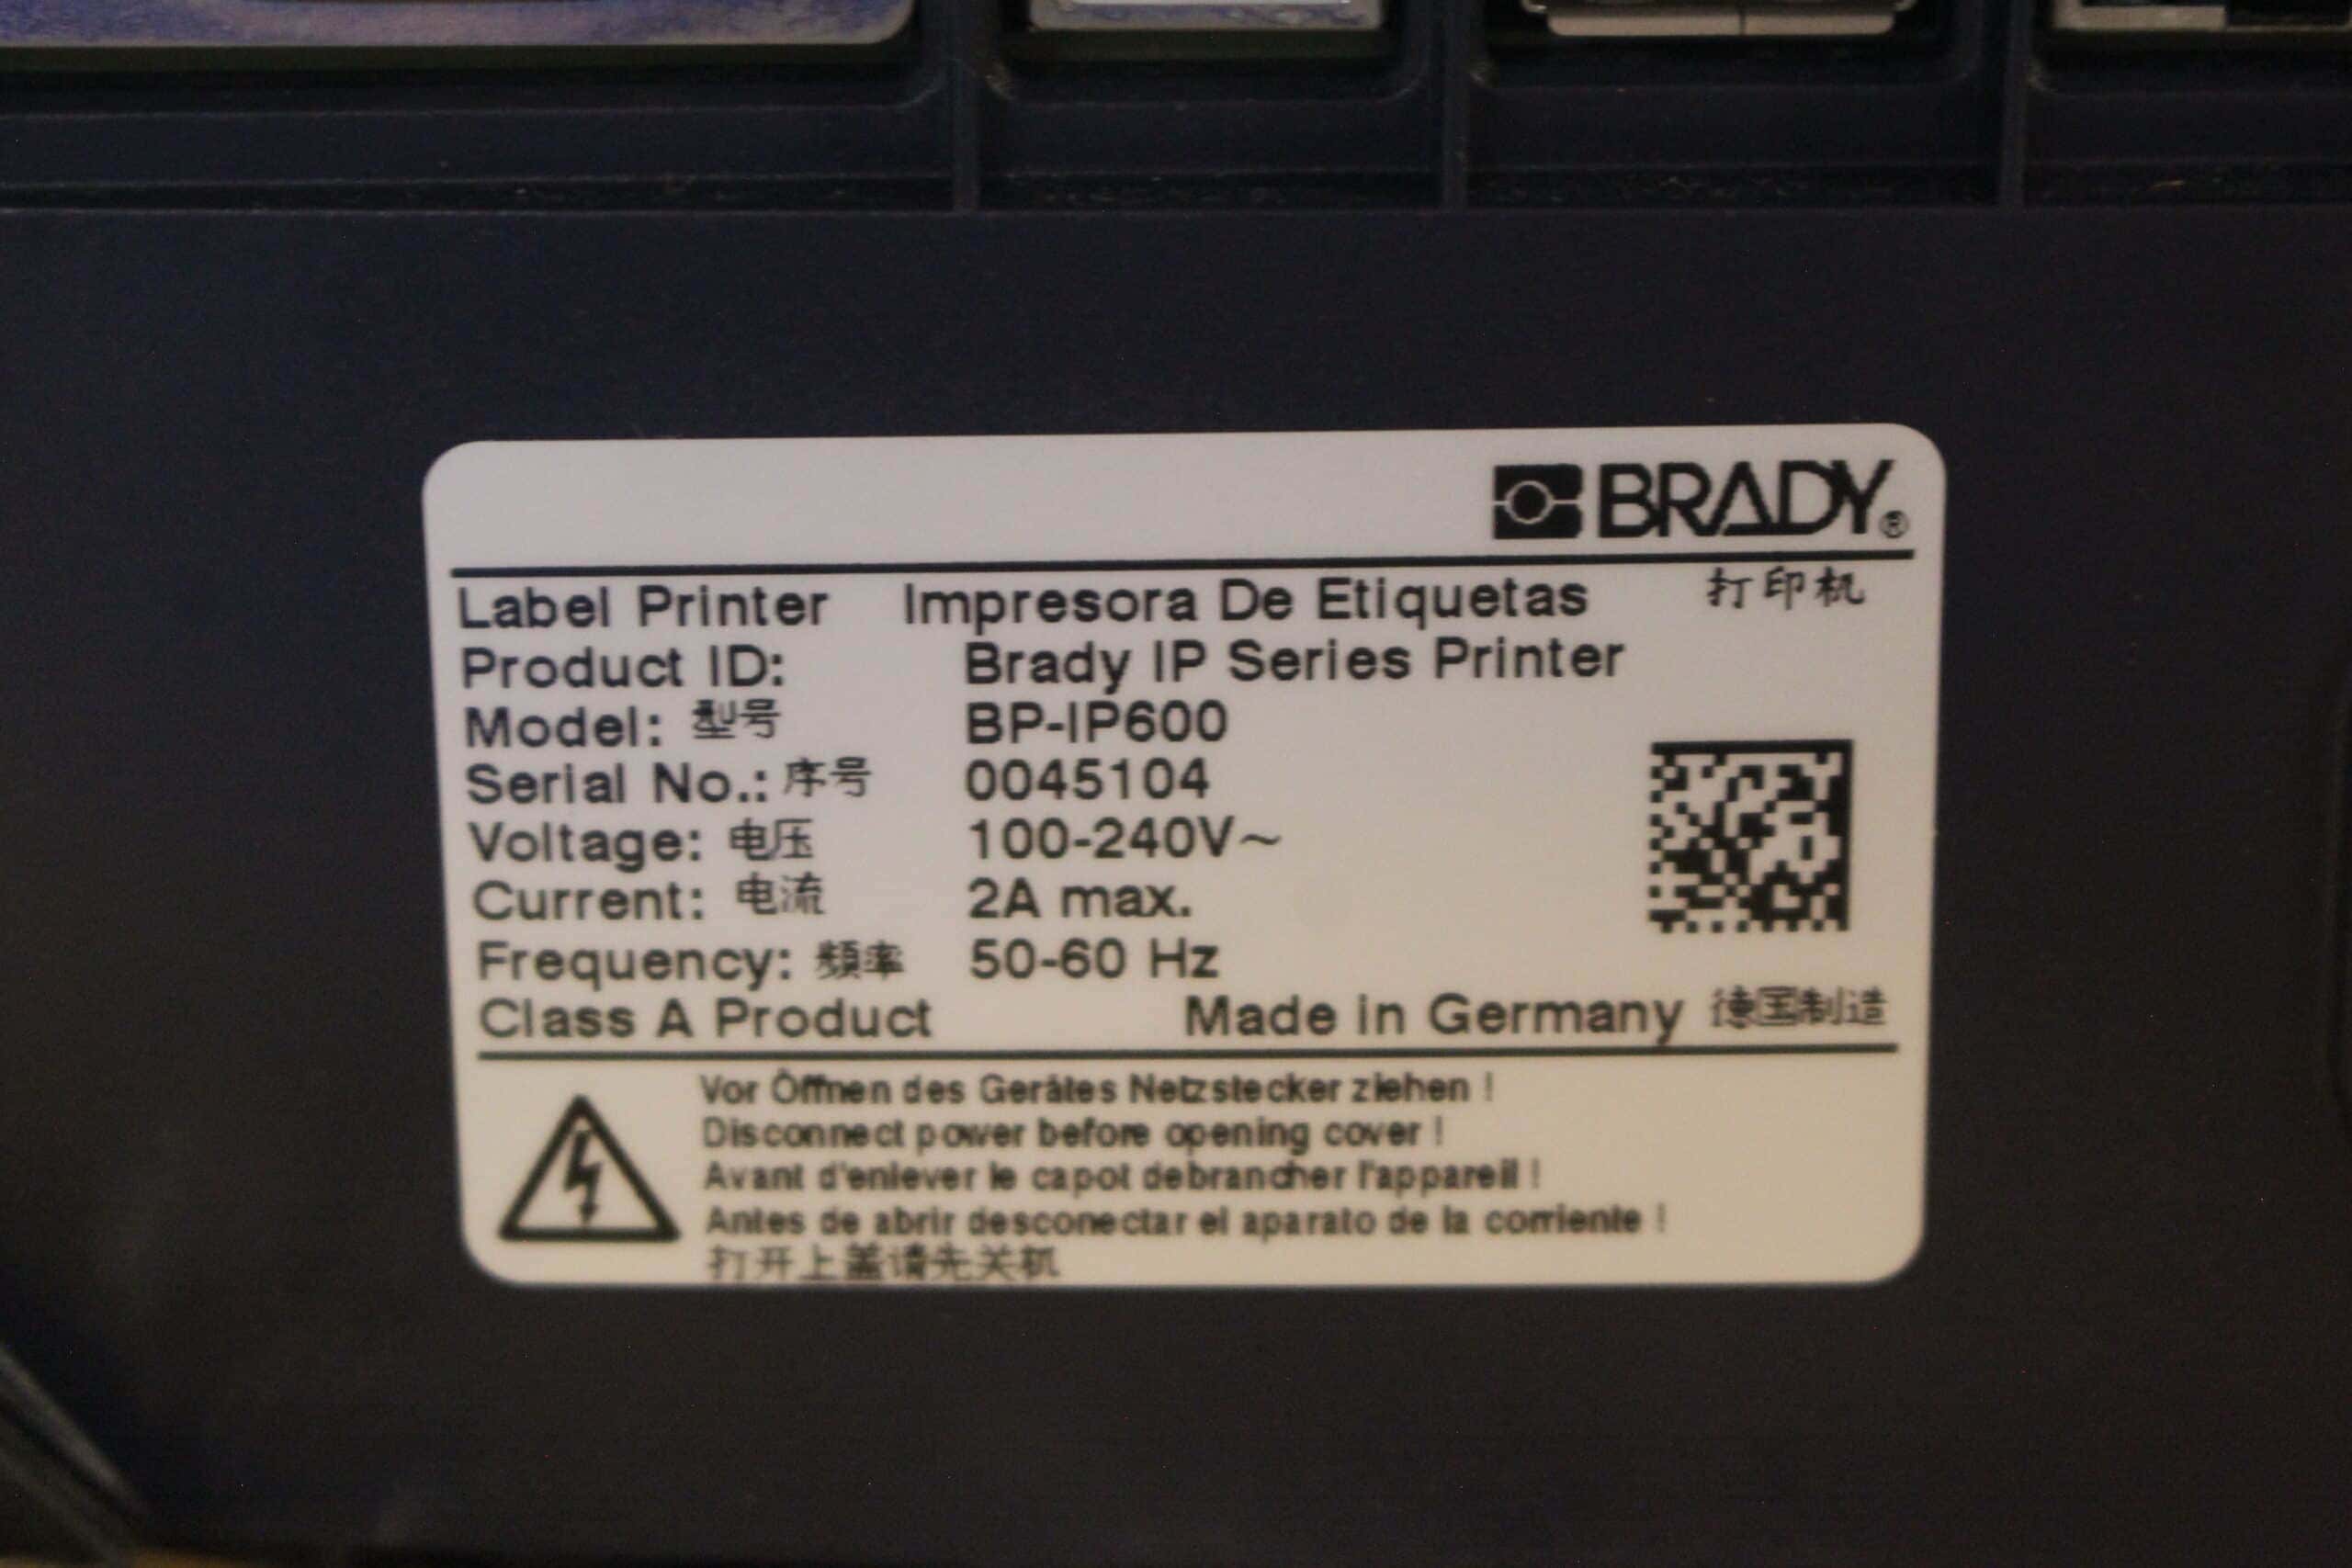 BRADY®
Label Printer Impresora De Etiquetas 打印机
Product ID: Brady IP Series Printer
Model: 型号 BP-IP600
Serial No.: 序号 0045104
Voltage: 电压 100-240V~
Current: 电流 2A max.
Frequency: 頻率 50-60 Hz
Class A Product Made in Germany 德国制造
Vor Öffnen des Gerätes Netzstecker ziehen !
Disconnect power before opening cover !
Avant d'enlever le capot debrancher l'appareil !
Antes de abrir desconectar el aparato de la corriente !
打开上盖请先关机